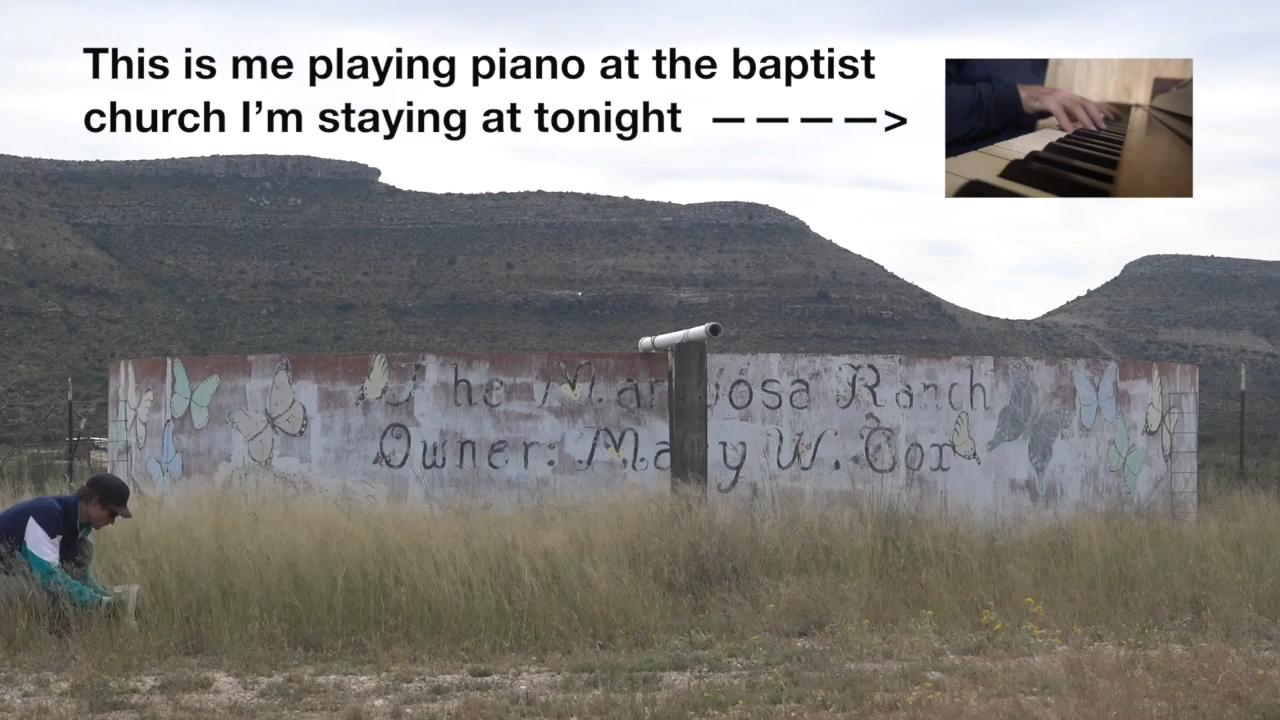 This is me playing piano at the baptist
church I’m staying at tonight ————>
The Mariposa Ranch
Owner: Mary W. Cox